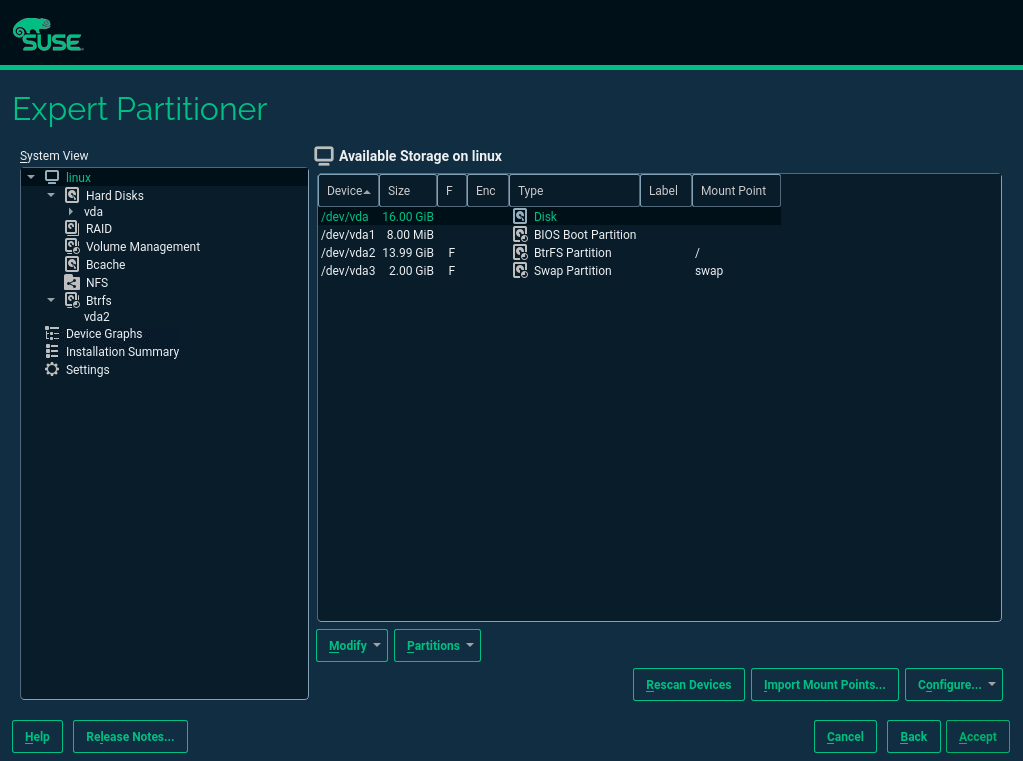 SUSE
Expert Partitioner
System View
linux
Hard Disks
vda
RAID
Volume Management
Bcache
NFS
Btrfs
vda2
Device Graphs
Installation Summary
Settings
Available Storage on linux
Device Size F Enc Type Label Mount Point
/dev/vda 16.00 GiB Disk
/dev/vda1 8.00 MiB BIOS Boot Partition
/dev/vda2 13.99 GiB F BtrFS Partition /
/dev/vda3 2.00 GiB F Swap Partition swap
Modify Partitions
Rescan Devices Import Mount Points... Configure...
Help Release Notes... Cancel Back Accept